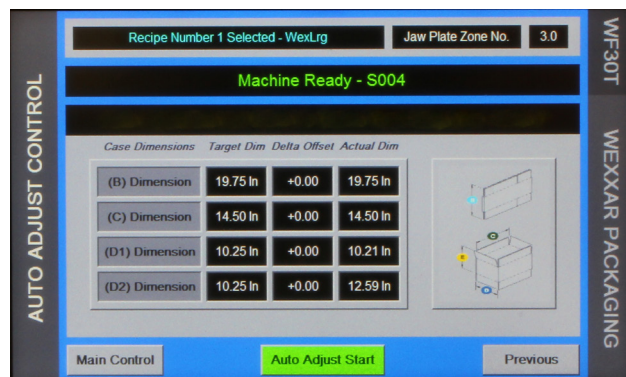 Recipe Number 1 Selected - WexLrg
Jaw Plate Zone No. 3.0
WF30T
Machine Ready - S004
AUTO ADJUST CONTROL
WEXXAR PACKAGING
Case Dimensions Target Dim Delta Offset Actual Dim
(B) Dimension 19.75 In +0.00 19.75 In
(C) Dimension 14.50 In +0.00 14.50 In
(D1) Dimension 10.25 In +0.00 10.21 In
(D2) Dimension 10.25 In +0.00 12.59 In
Main Control
Auto Adjust Start
Previous